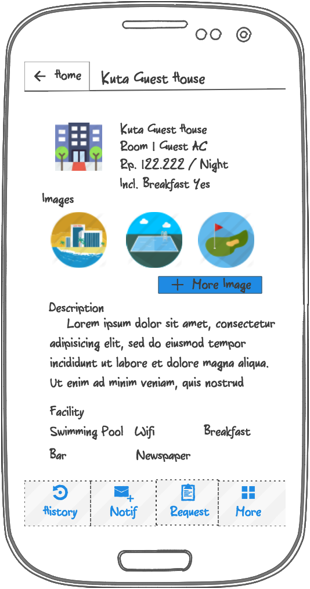 ← Home
Kuta Guest House
Kuta Guest House
Room 1 Guest AC
Rp. 122.222 / Night
Incl. Breakfast Yes
Images
+ More Image
Description
Lorem ipsum dolor sit amet, consectetur
adipisicing elit, sed do eiusmod tempor
incididunt ut labore et dolore magna aliqua.
Ut enim ad minim veniam, quis nostrud
Facility
Swimming Pool Wifi Breakfast
Bar Newspaper
History Notif Request More